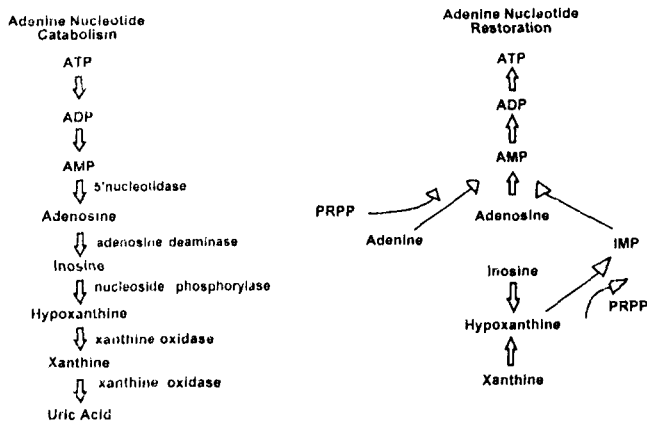 Adenine Nucleotide
Catabolism
ATP
ADP
AMP
5'nucleotidase
Adenosine
adenosine deaminase
Inosine
nucleoside phosphorylase
Hypoxanthine
xanthine oxidase
Xanthine
xanthine oxidase
Uric Acid
Adenine Nucleotide
Restoration
ATP
ADP
AMP
PRPP
Adenine
Adenosine
IMP
Inosine
PRPP
Hypoxanthine
Xanthine